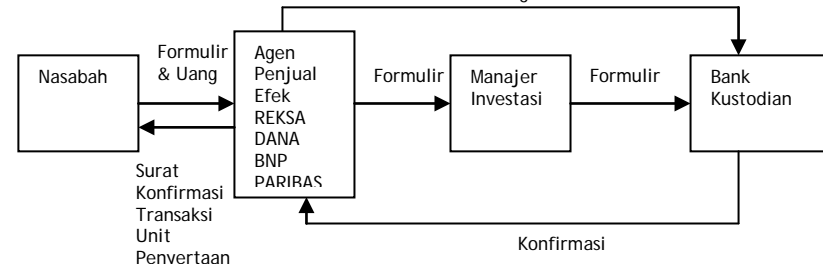 Formulir
& Uang
Nasabah
Agen
Penjual
Efek
REKSA
DANA
BNP
PARIBAS
Formulir
Manajer
Investasi
Formulir
Bank
Kustodian
Surat
Konfirmasi
Transaksi
Unit
Penyertaan
Konfirmasi